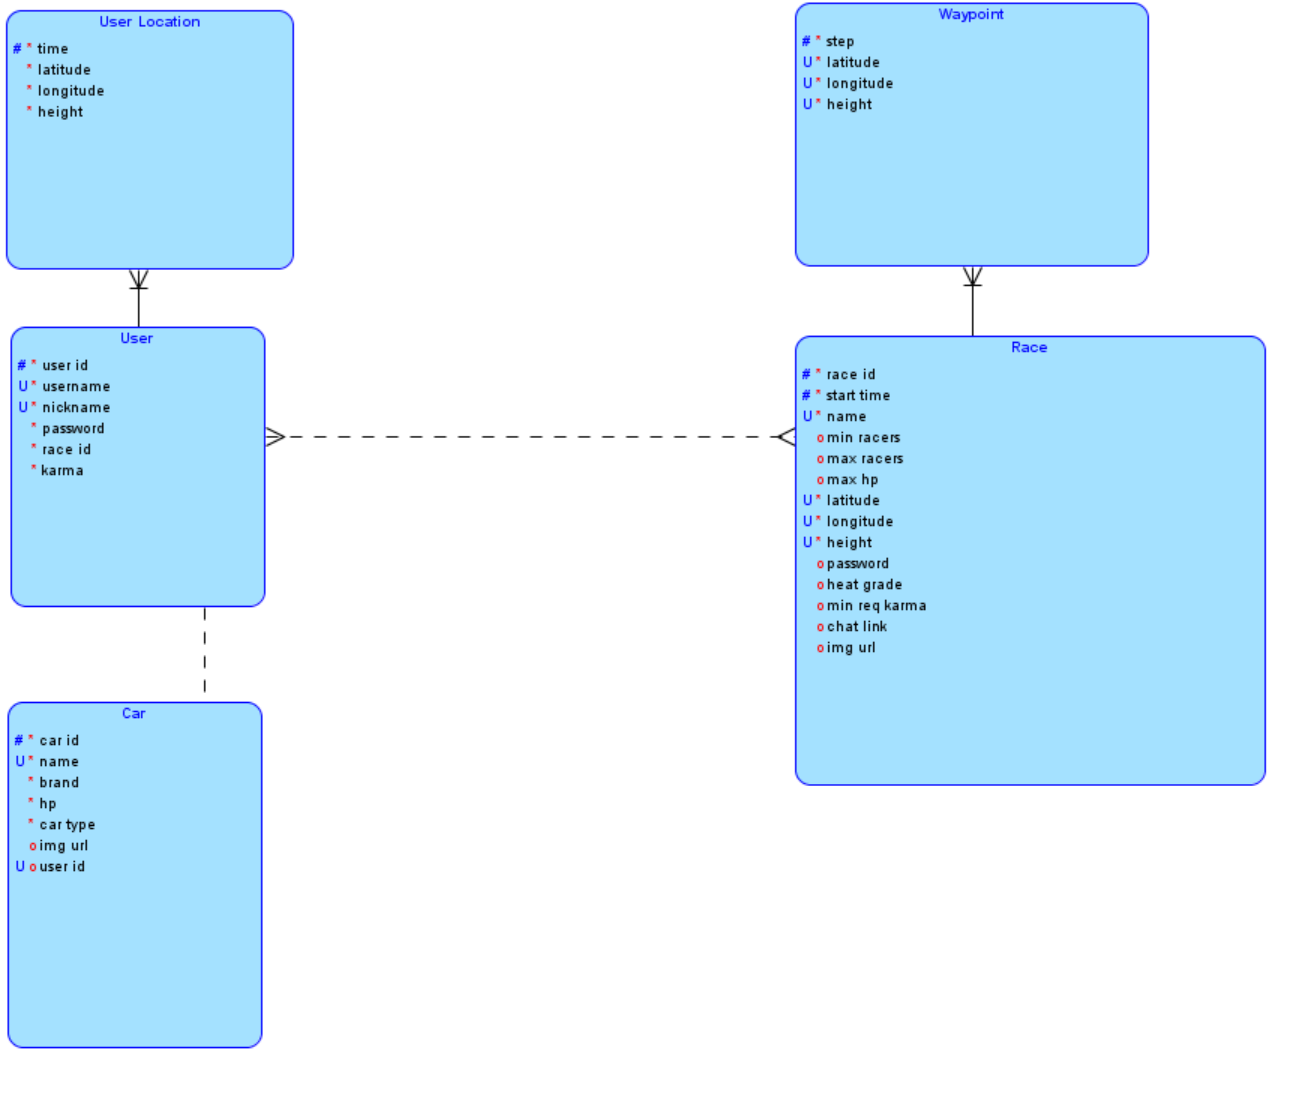 User Location
# * time
* latitude
* longitude
* height
Waypoint
# * step
U * latitude
U * longitude
U * height
User
# * user id
U * username
U * nickname
* password
* race id
* karma
Race
# * race id
# * start time
U * name
o min racers
o max racers
o max hp
U * latitude
U * longitude
U * height
o password
o heat grade
o min req karma
o chat link
o img url
Car
# * car id
U * name
* brand
* hp
* car type
o img url
U o user id